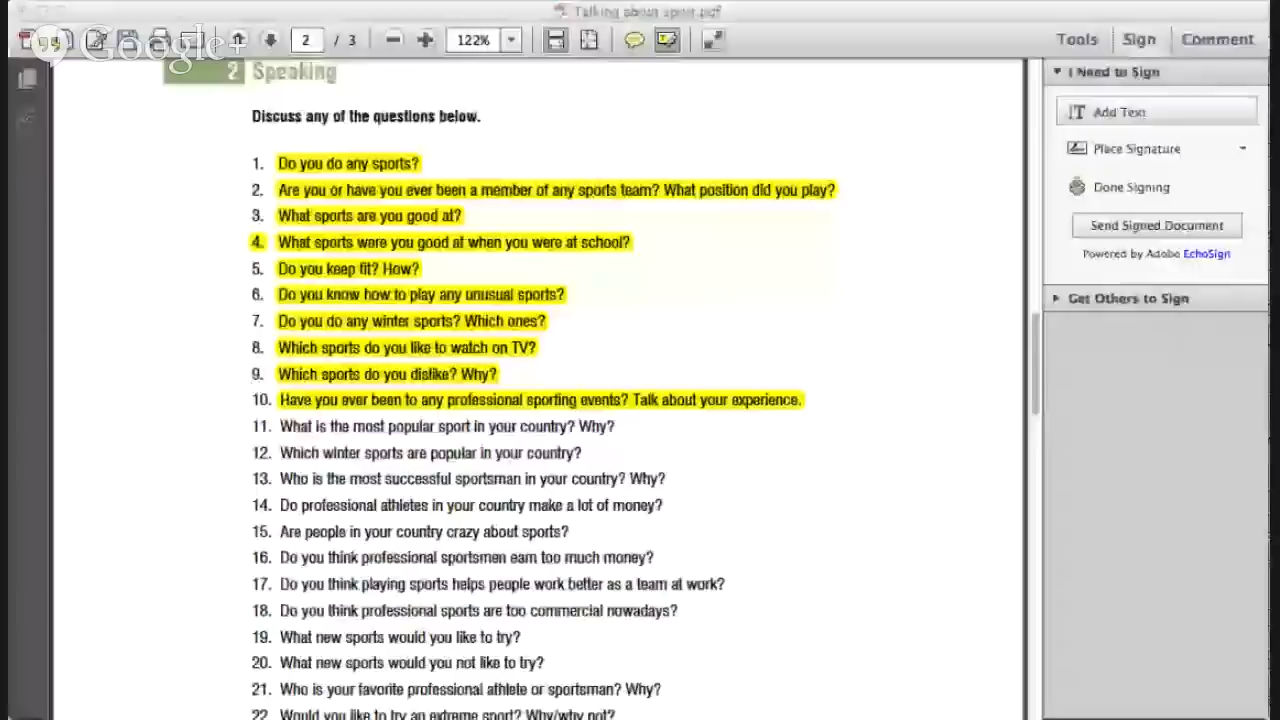 Talking about sport.pdf
Google+
2 / 3
122%
Tools Sign Comment
2 Speaking
Discuss any of the questions below.
1. Do you do any sports?
2. Are you or have you ever been a member of any sports team? What position did you play?
3. What sports are you good at?
4. What sports were you good at when you were at school?
5. Do you keep fit? How?
6. Do you know how to play any unusual sports?
7. Do you do any winter sports? Which ones?
8. Which sports do you like to watch on TV?
9. Which sports do you dislike? Why?
10. Have you ever been to any professional sporting events? Talk about your experience.
11. What is the most popular sport in your country? Why?
12. Which winter sports are popular in your country?
13. Who is the most successful sportsman in your country? Why?
14. Do professional athletes in your country make a lot of money?
15. Are people in your country crazy about sports?
16. Do you think professional sportsmen earn too much money?
17. Do you think playing sports helps people work better as a team at work?
18. Do you think professional sports are too commercial nowadays?
19. What new sports would you like to try?
20. What new sports would you not like to try?
21. Who is your favorite professional athlete or sportsman? Why?
22. Would you like to try an extreme sport? Why/why not?
I Need to Sign
Add Text
Place Signature
Done Signing
Send Signed Document
Powered by Adobe EchoSign
Get Others to Sign